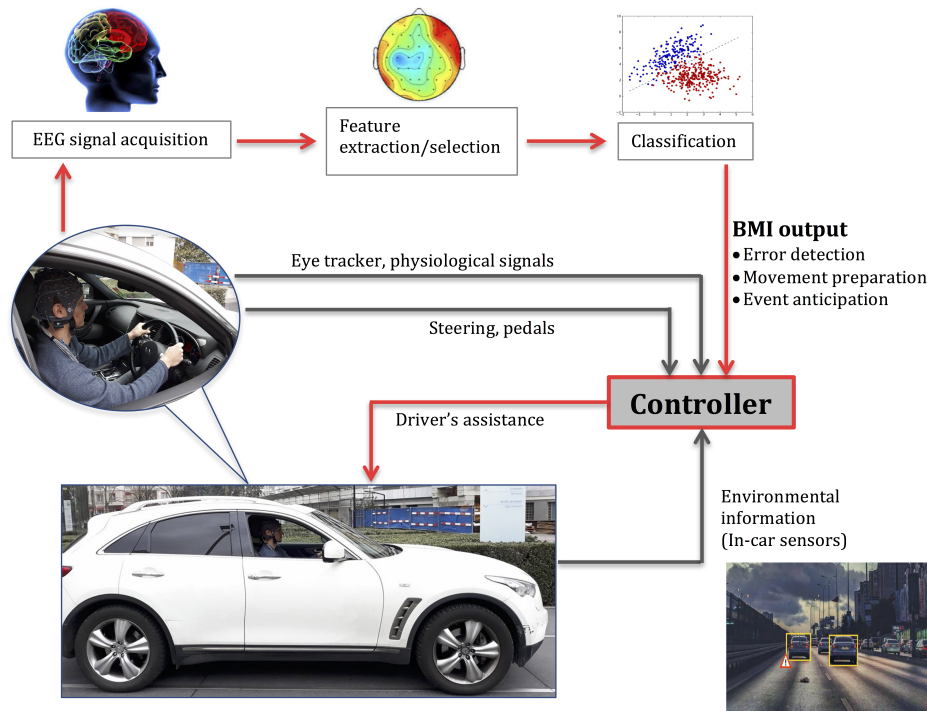 EEG signal acquisition
Feature
extraction/selection
Classification
BMI output
• Error detection
• Movement preparation
• Event anticipation
Eye tracker, physiological signals
Steering, pedals
Controller
Driver's assistance
Environmental
information
(In-car sensors)